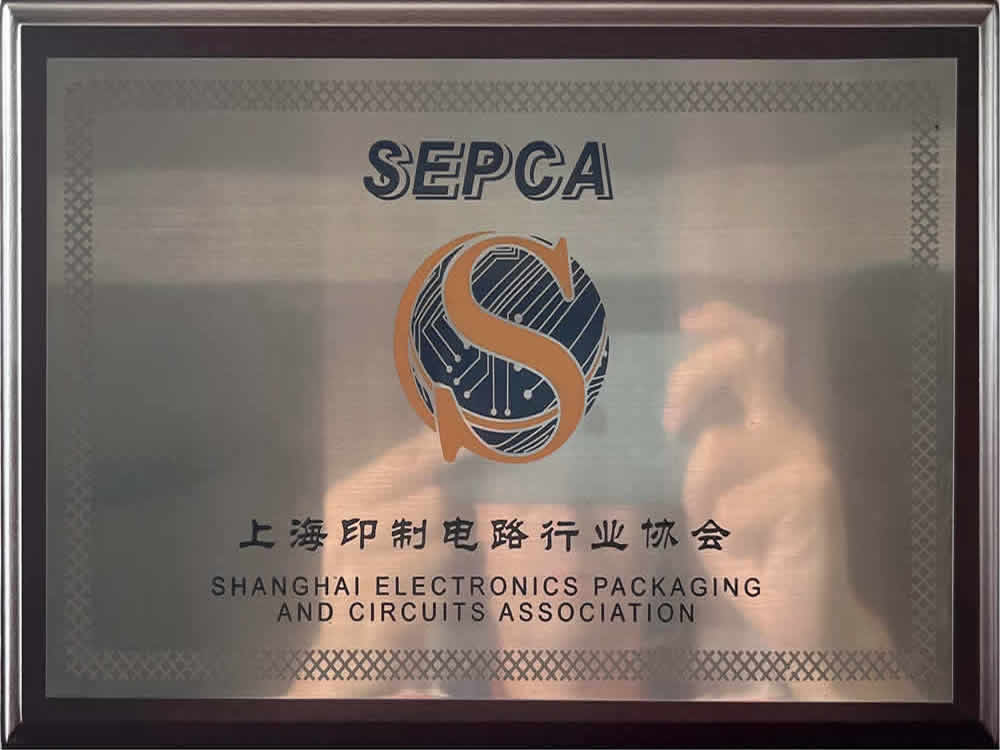 SEPCA
S
上海印制电路行业协会
SHANGHAI ELECTRONICS PACKAGING
AND CIRCUITS ASSOCIATION